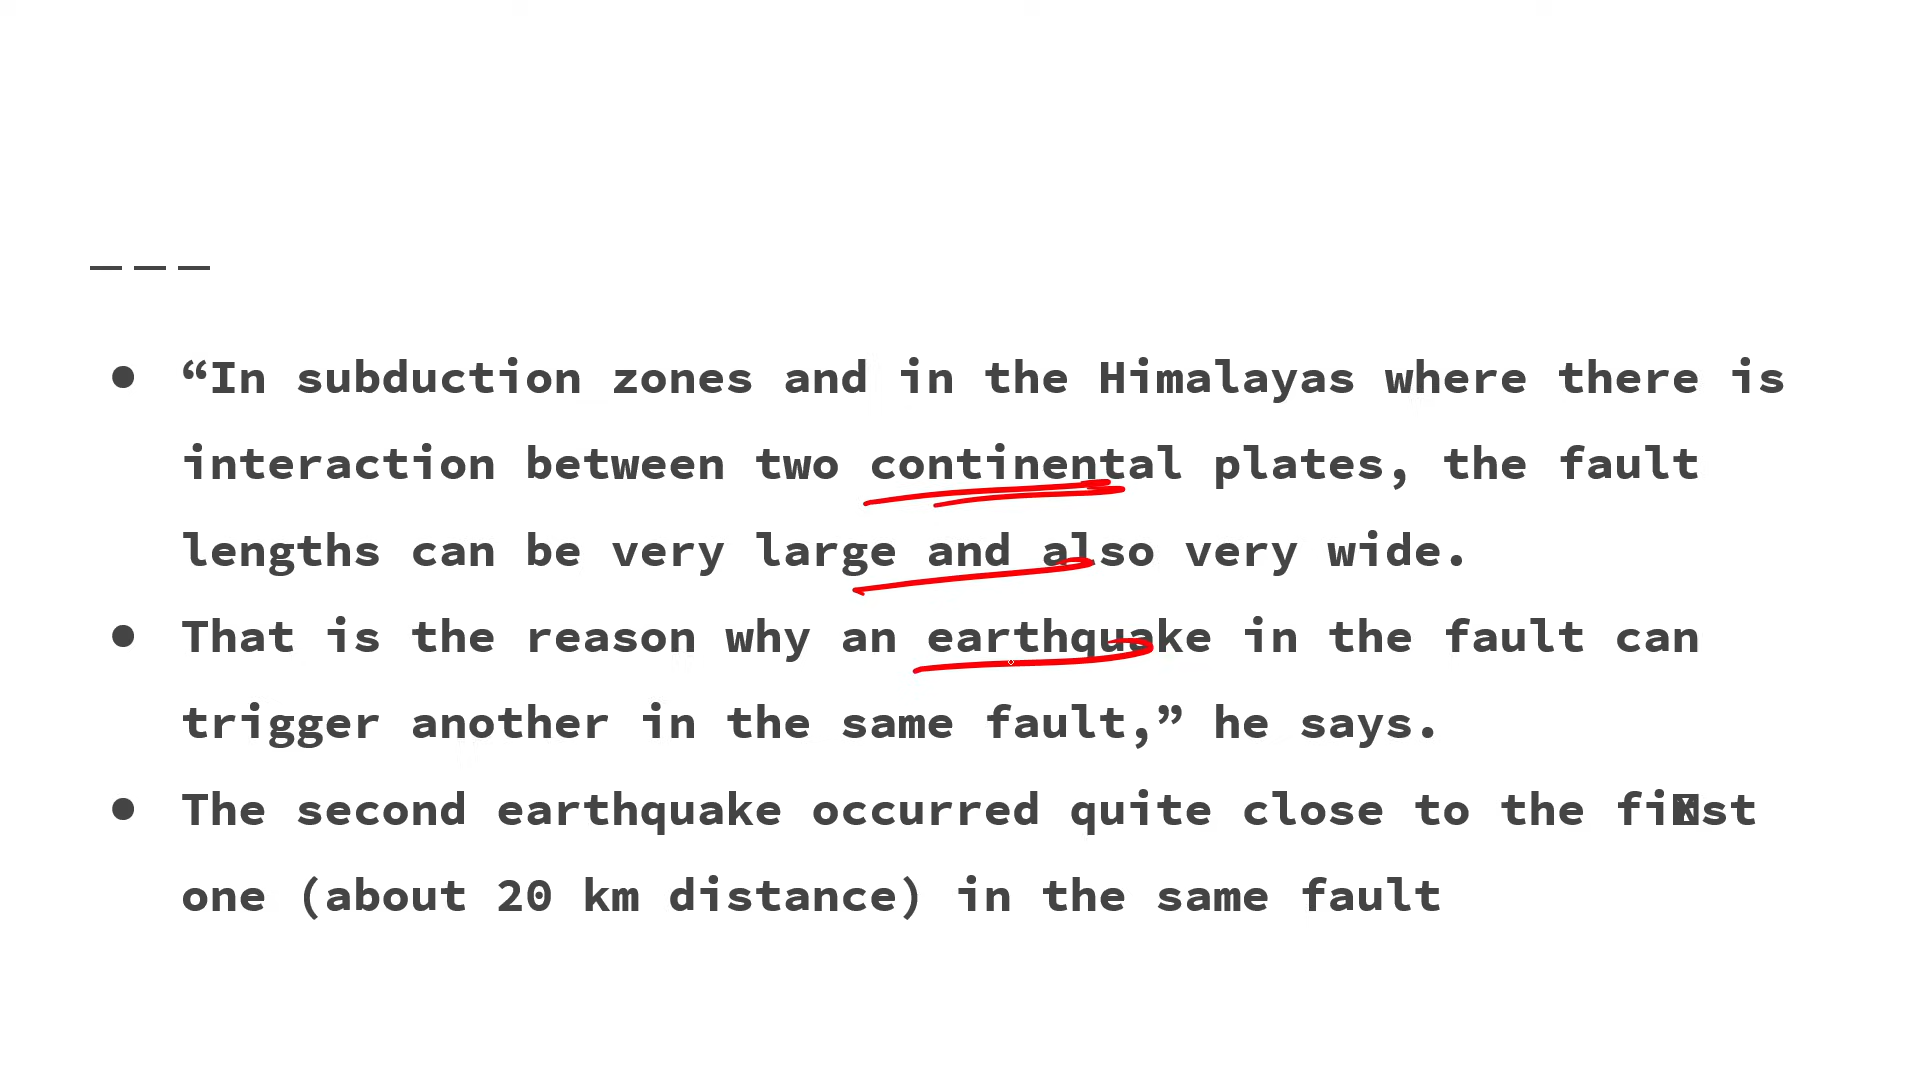 ● “In subduction zones and in the Himalayas where there is
interaction between two continental plates, the fault
lengths can be very large and also very wide.
● That is the reason why an earthquake in the fault can
trigger another in the same fault,” he says.
● The second earthquake occurred quite close to the
one (about 20 km distance) in the same fault